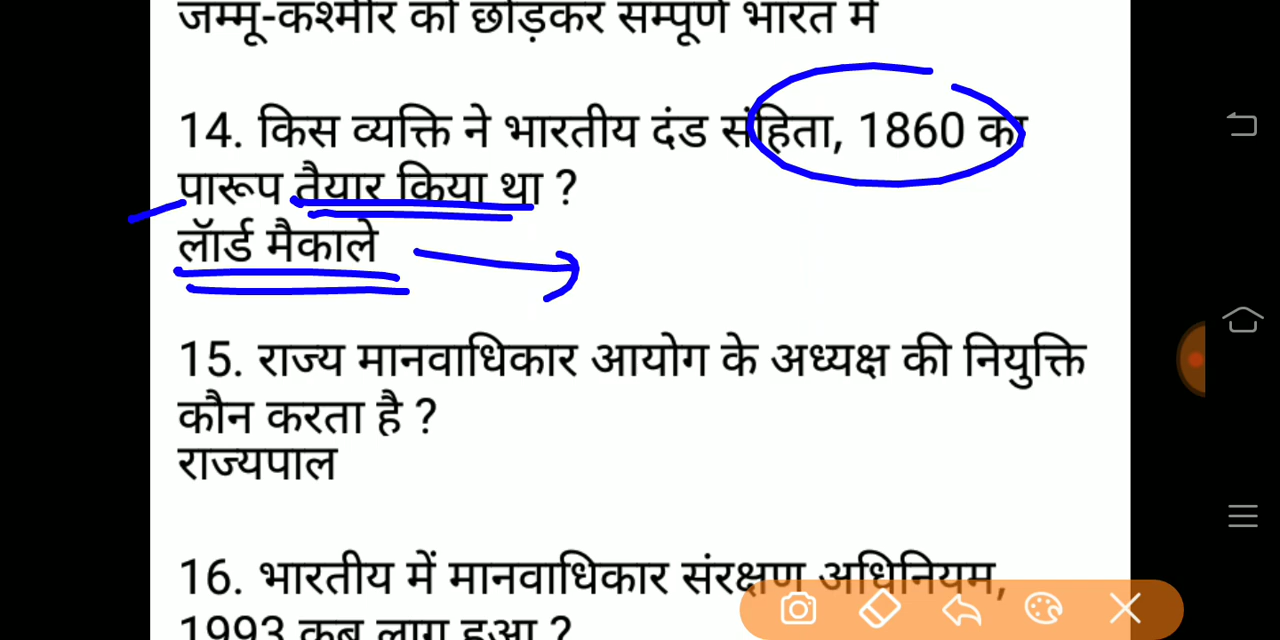 जम्मू-कश्मीर को छोड़कर सम्पूर्ण भारत में
14. किस व्यक्ति ने भारतीय दंड संहिता, 1860 का
पारूप तैयार किया था ?
लॉर्ड मैकाले
15. राज्य मानवाधिकार आयोग के अध्यक्ष की नियुक्ति
कौन करता है ?
राज्यपाल
16. भारतीय में मानवाधिकार संरक्षण अधिनियम,
1993 कब लागू हुआ ?